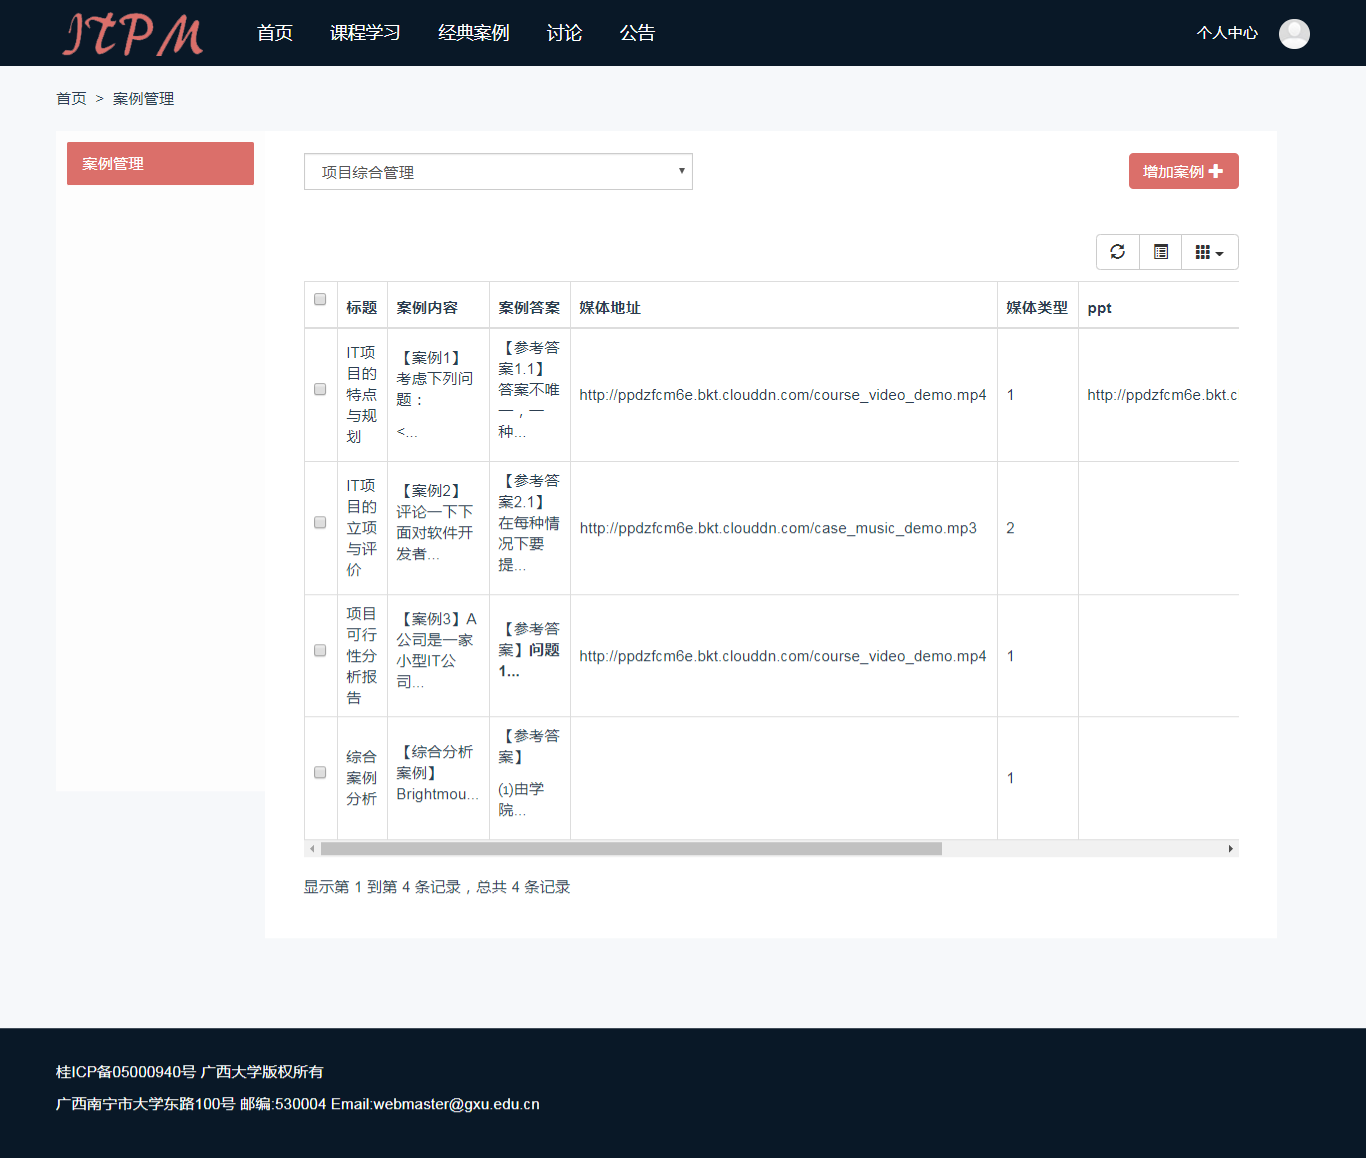 ITPM 首页 课程学习 经典案例 讨论 公告 个人中心
首页 > 案例管理
案例管理
项目综合管理
增加案例
标题 案例内容 案例答案 媒体地址 媒体类型 ppt
IT项
目的
特点
与规
划
【案例1】
考虑下列问
题：
<...
【参考答
案1.1】
答案不唯
一，一
种...
http://ppdzfcm6e.bkt.clouddn.com/course_video_demo.mp4
1
http://ppdzfcm6e.bkt.c
IT项
目的
立项
与评
价
【案例2】
评论一下下
面对软件开
发者...
【参考答
案2.1】
在每种情
况下要
提...
http://ppdzfcm6e.bkt.clouddn.com/case_music_demo.mp3
2
项目
可行
性分
析报
告
【案例3】A
公司是一家
小型IT公
司...
【参考答
案】问题
1...
http://ppdzfcm6e.bkt.clouddn.com/course_video_demo.mp4
1
综合
案例
分析
【综合分析
案例】
Brightmou...
【参考答
案】
⑴由学
院...
1
显示第 1 到第 4 条记录，总共 4 条记录
桂ICP备05000940号 广西大学版权所有
广西南宁市大学东路100号 邮编:530004 Email:webmaster@gxu.edu.cn